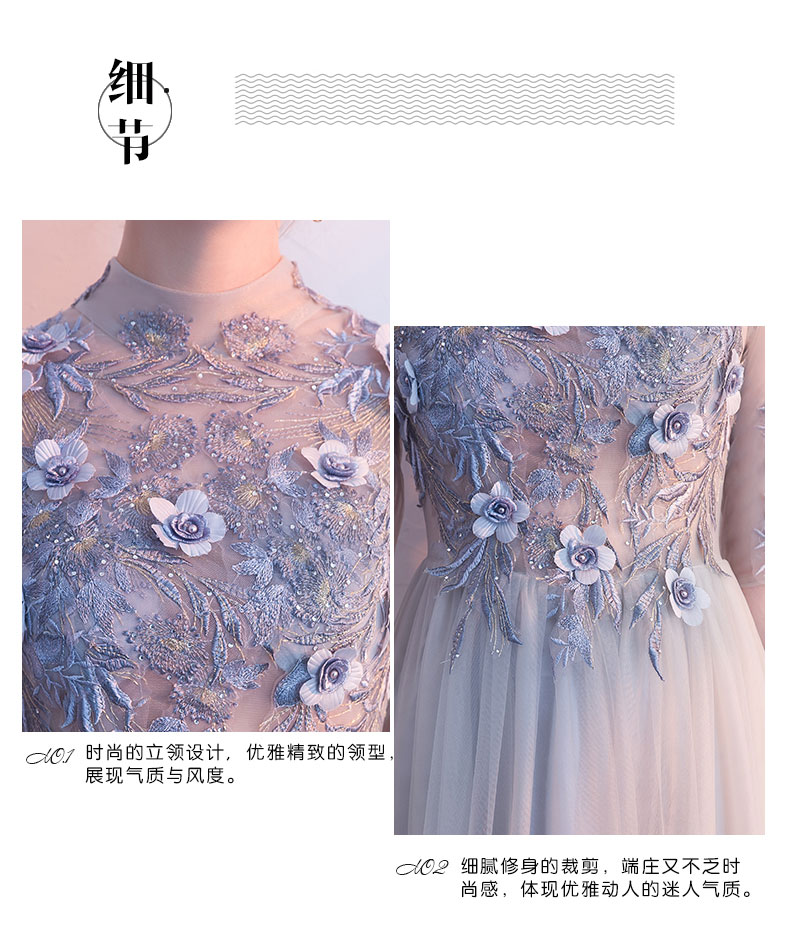 细节
NO.1 时尚的立领设计，优雅精致的领型，
展现气质与风度。
NO2 细腻修身的裁剪，端庄又不乏时
尚感，体现优雅动人的迷人气质。